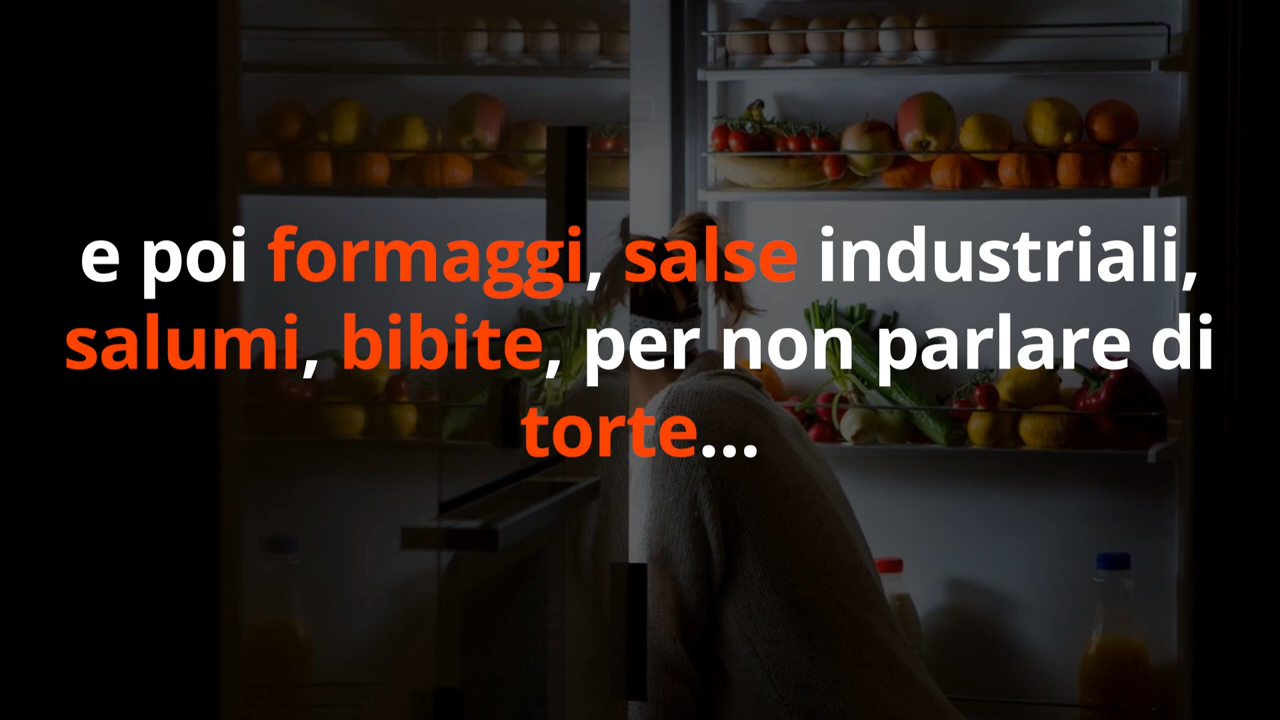 e poi formaggi, salse industriali,
salumi, bibite, per non parlare di
torte...